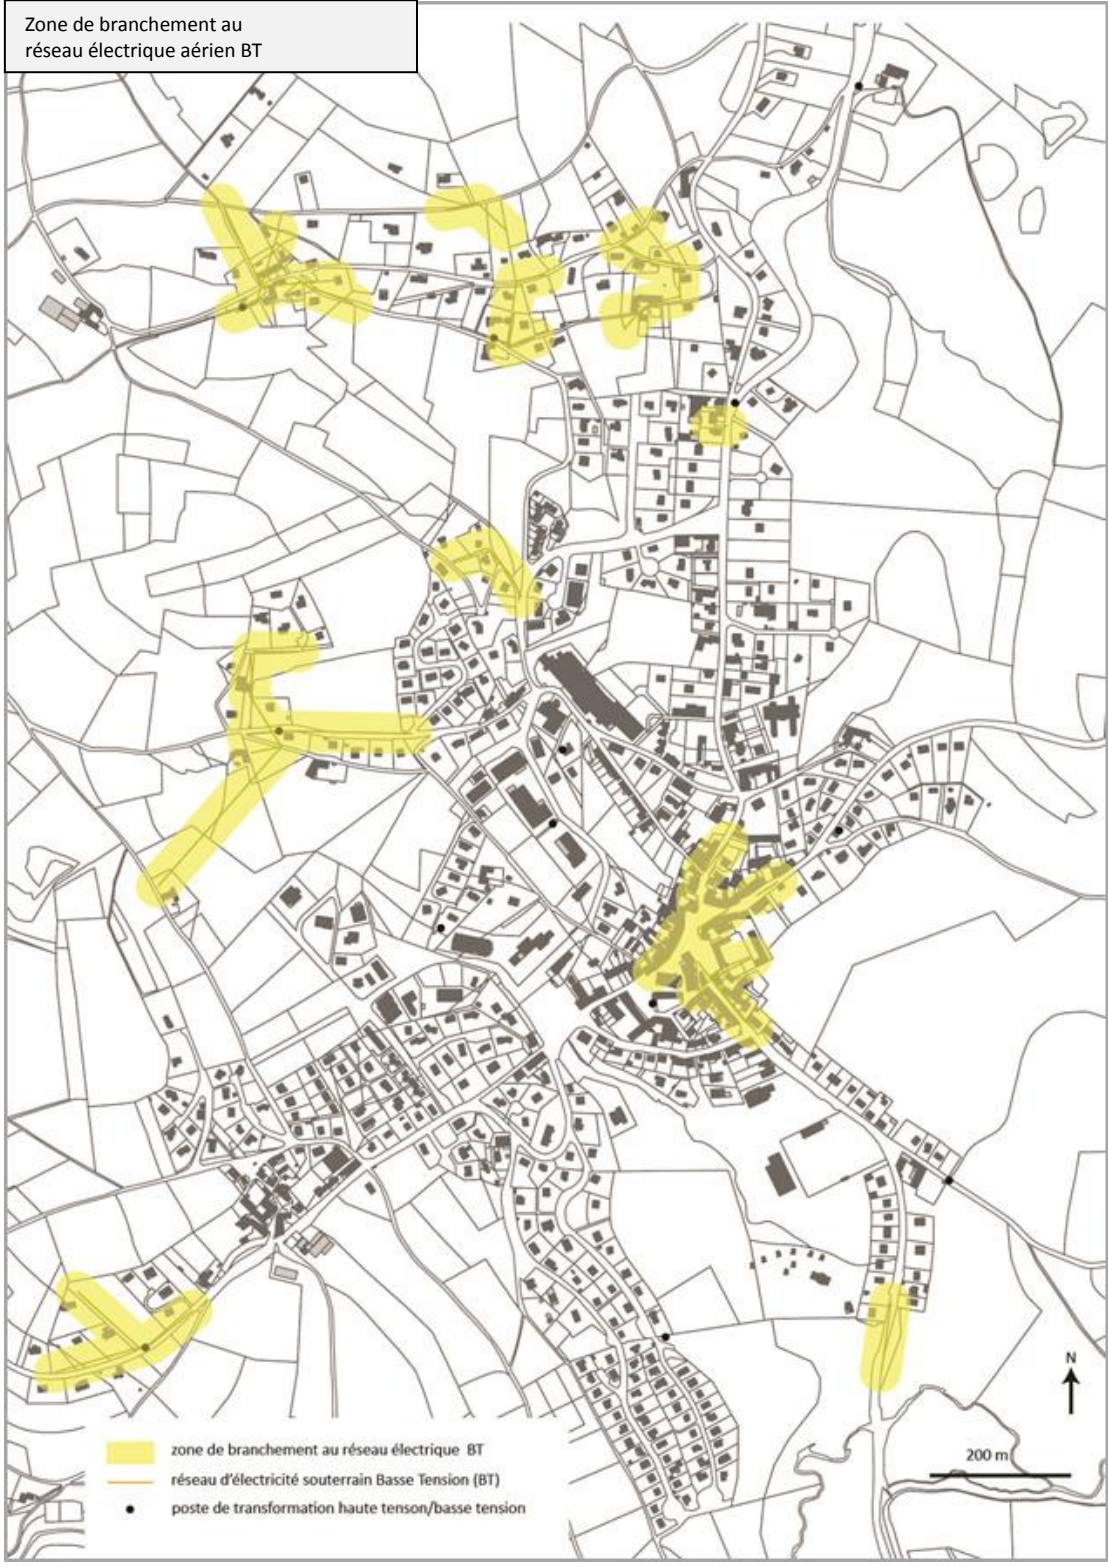 Zone de branchement au
réseau électrique aérien BT
N
200 m
zone de branchement au réseau électrique BT
réseau d'électricité souterrain Basse Tension (BT)
poste de transformation haute tenson/basse tension